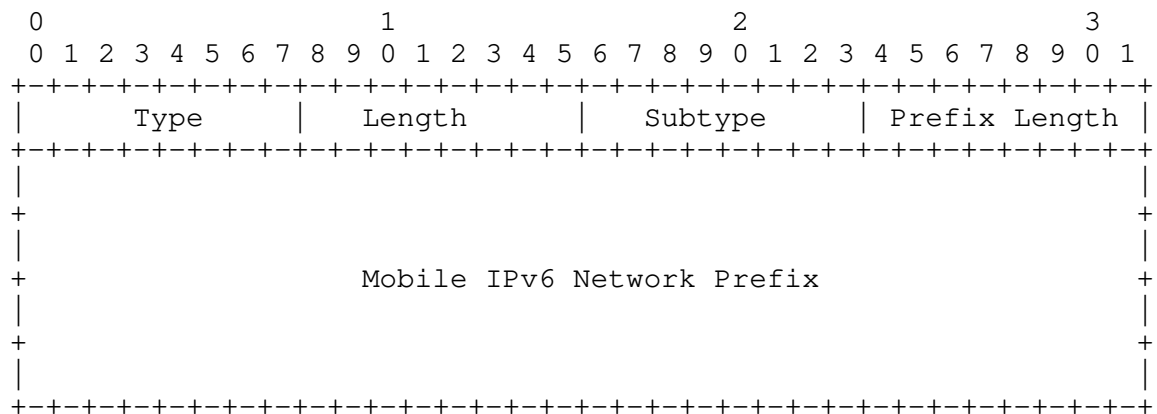 0                   1                   2                   3
 0 1 2 3 4 5 6 7 8 9 0 1 2 3 4 5 6 7 8 9 0 1 2 3 4 5 6 7 8 9 0 1
+-+-+-+-+-+-+-+-+-+-+-+-+-+-+-+-+-+-+-+-+-+-+-+-+-+-+-+-+-+-+-+-+
|      Type     |   Length      |   Subtype     | Prefix Length |
+-+-+-+-+-+-+-+-+-+-+-+-+-+-+-+-+-+-+-+-+-+-+-+-+-+-+-+-+-+-+-+-+
|                                                               |
+                                                               +
|                                                               |
+                   Mobile IPv6 Network Prefix                  +
|                                                               |
+                                                               +
|                                                               |
+-+-+-+-+-+-+-+-+-+-+-+-+-+-+-+-+-+-+-+-+-+-+-+-+-+-+-+-+-+-+-+-+